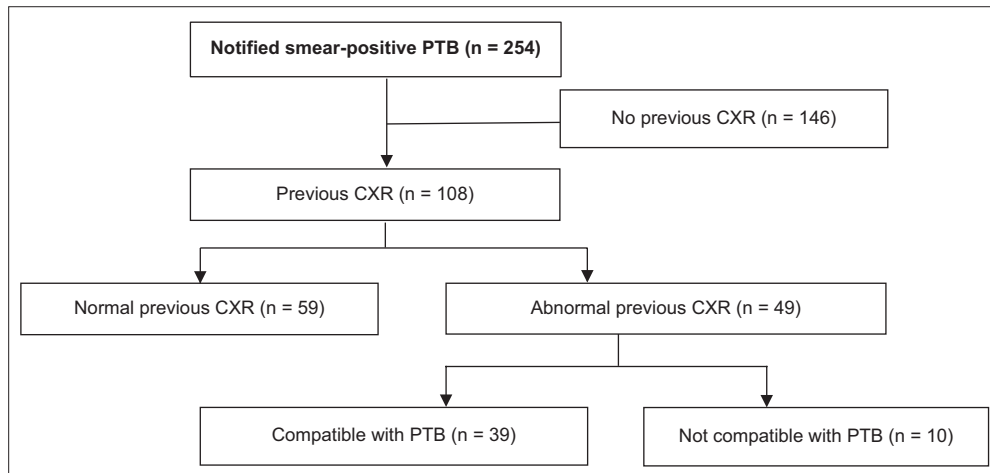 Notified smear-positive PTB (n = 254)
No previous CXR (n = 146)
Previous CXR (n = 108)
Normal previous CXR (n = 59)
Abnormal previous CXR (n = 49)
Compatible with PTB (n = 39)
Not compatible with PTB (n = 10)